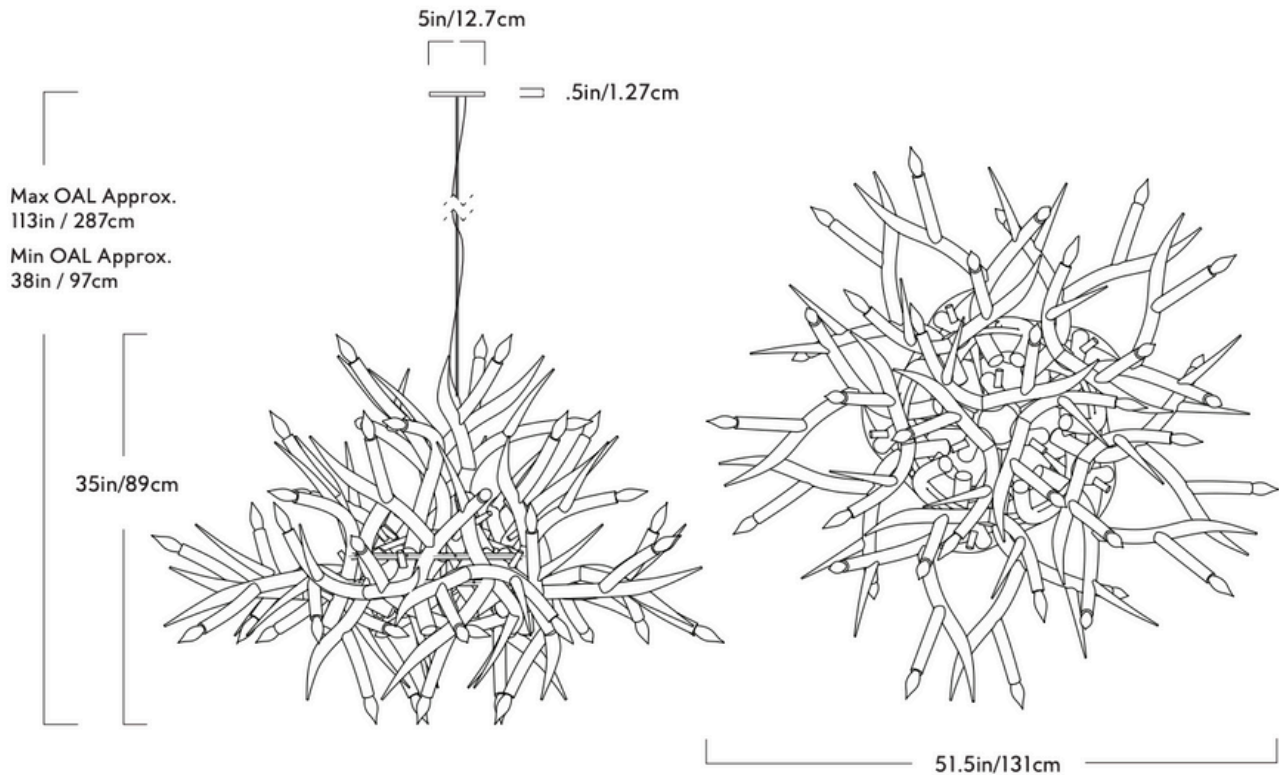 5in/12.7cm
.5in/1.27cm
Max OAL Approx.
113in / 287cm
Min OAL Approx.
38in / 97cm
35in/89cm
51.5in/131cm